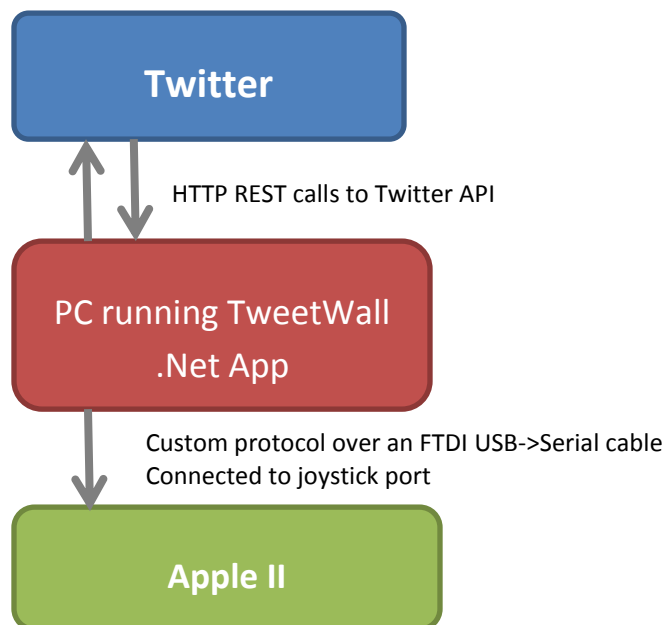 Twitter
HTTP REST calls to Twitter API
PC running TweetWall
.Net App
Custom protocol over an FTDI USB->Serial cable
Connected to joystick port
Apple II